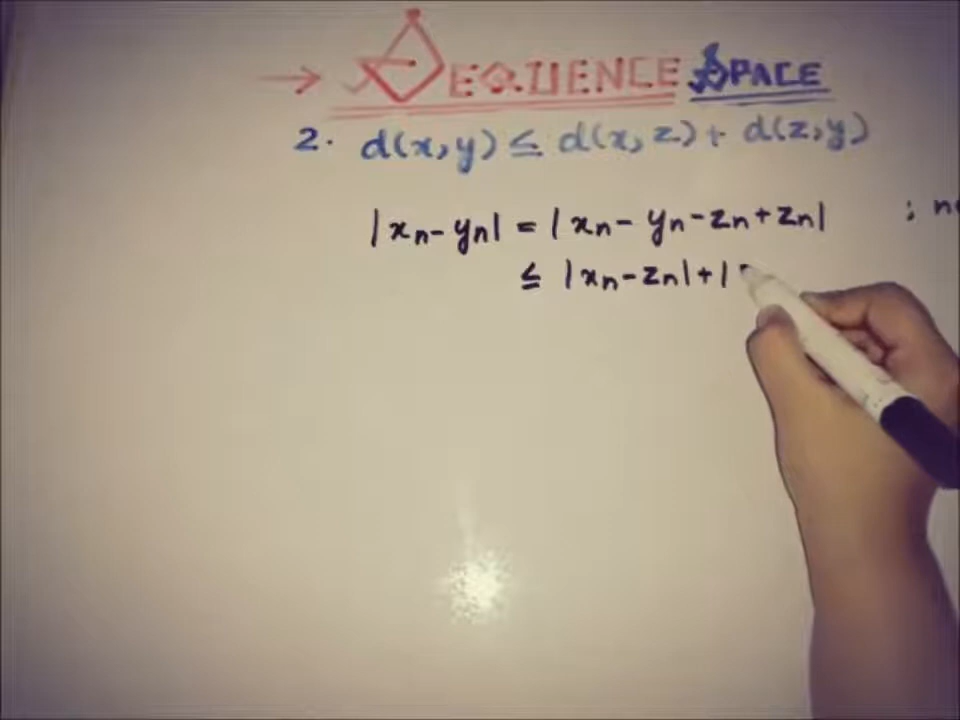 → SEQUENCE SPACE
2. d(x,y) ≤ d(x,z) + d(z,y)
|xn - yn| = |xn - yn - zn + zn| ;
≤ |xn - zn| + |